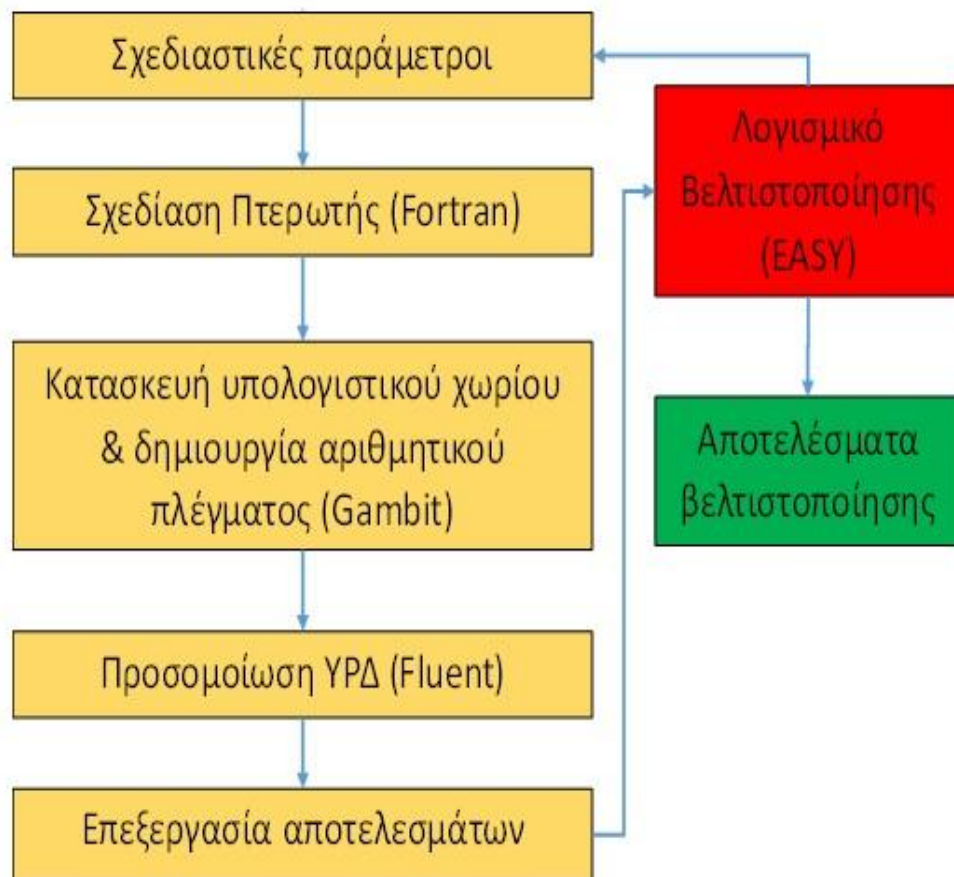 Σχεδιαστικές παράμετροι
Σχεδίαση Πτερωτής (Fortran)
Κατασκευή υπολογιστικού χωρίου
& δημιουργία αριθμητικού
πλέγματος (Gambit)
Προσομοίωση ΥΡΔ (Fluent)
Επεξεργασία αποτελεσμάτων
Λογισμικό
Βελτιστοποίησης
(EASY)
Αποτελέσματα
βελτιστοποίησης